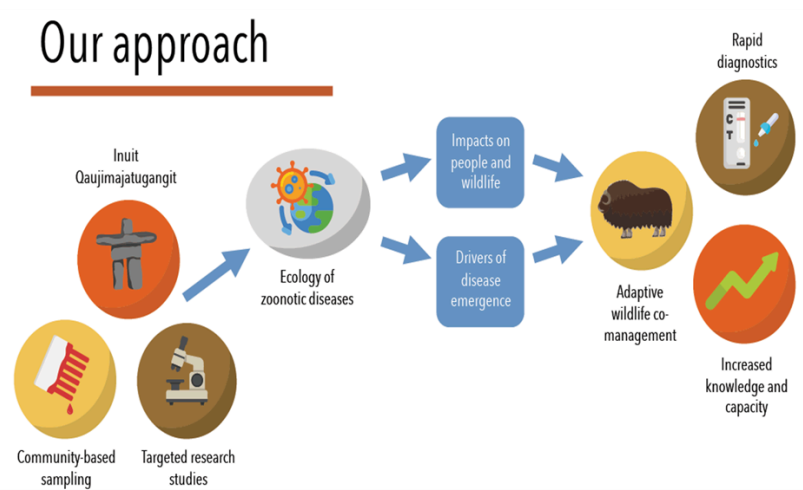 Our approach
Inuit
Qaujimajatugangit
Community-based
sampling
Targeted research
studies
Ecology of
zoonotic diseases
Impacts on
people and
wildlife
Drivers of
disease
emergence
Adaptive
wildlife co-
management
Rapid
diagnostics
C
T
Increased
knowledge and
capacity